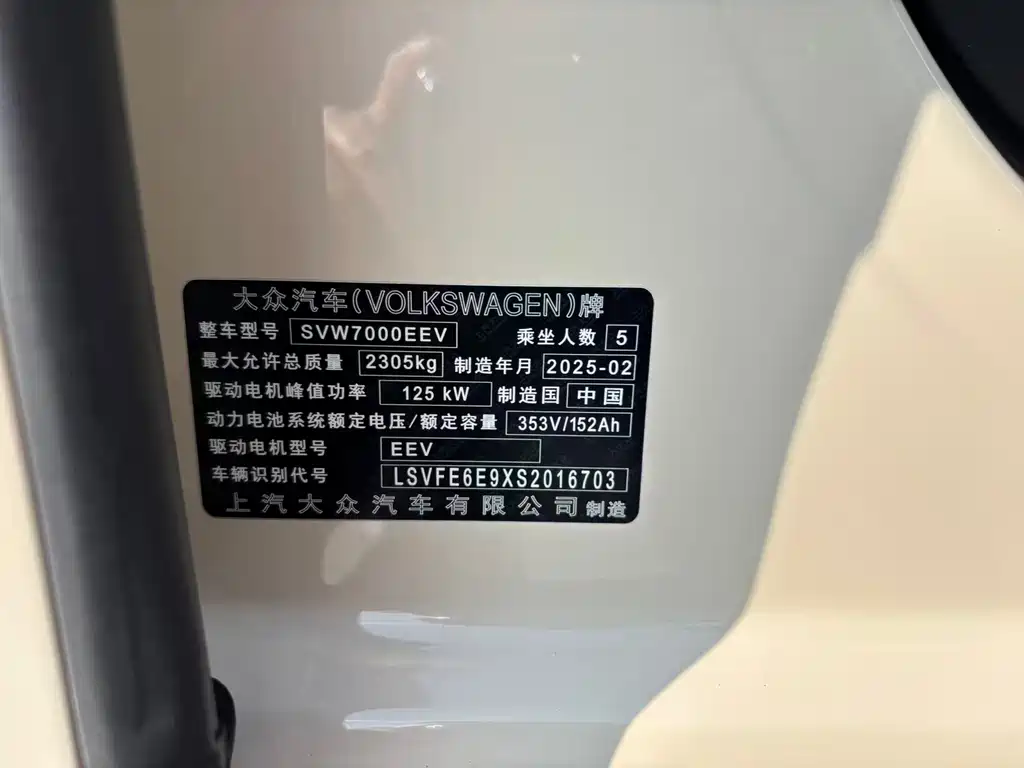 大众汽车(VOLKSWAGEN)牌
整车型号 SVW7000EEV 乘坐人数 5
最大允许总质量 2305kg 制造年月 2025-02
驱动电机峰值功率 125 kW 制造国 中国
动力电池系统额定电压/额定容量 353V/152Ah
驱动电机型号 EEV
车辆识别代号 LSVFE6E9XS2016703
上汽大众汽车有限公司 制造